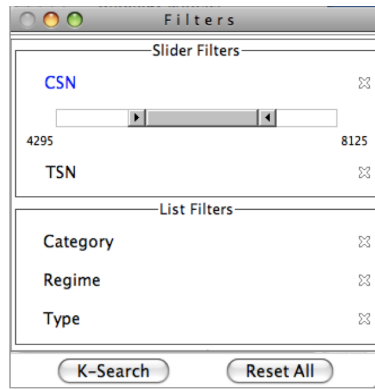 Filters
Slider Filters
CSN
4295 8125
TSN
List Filters
Category
Regime
Type
K-Search Reset All